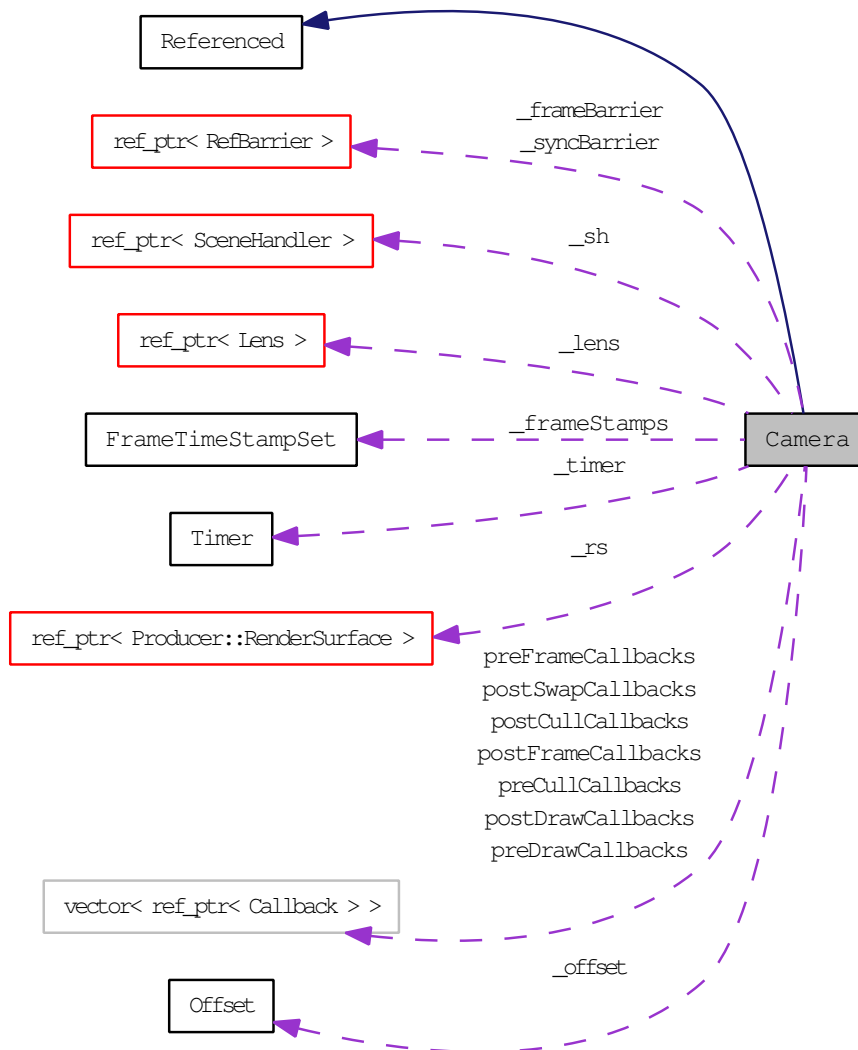 Referenced
_frameBarrier
ref_ptr< RefBarrier >
_syncBarrier
ref_ptr< SceneHandler >
_sh
ref_ptr< Lens >
_lens
FrameTimeStampSet
_frameStamps
Camera
_timer
Timer
_rs
ref_ptr< Producer::RenderSurface >
preFrameCallbacks
postSwapCallbacks
postCullCallbacks
postFrameCallbacks
preCullCallbacks
postDrawCallbacks
preDrawCallbacks
vector< ref_ptr< Callback > >
_offset
Offset